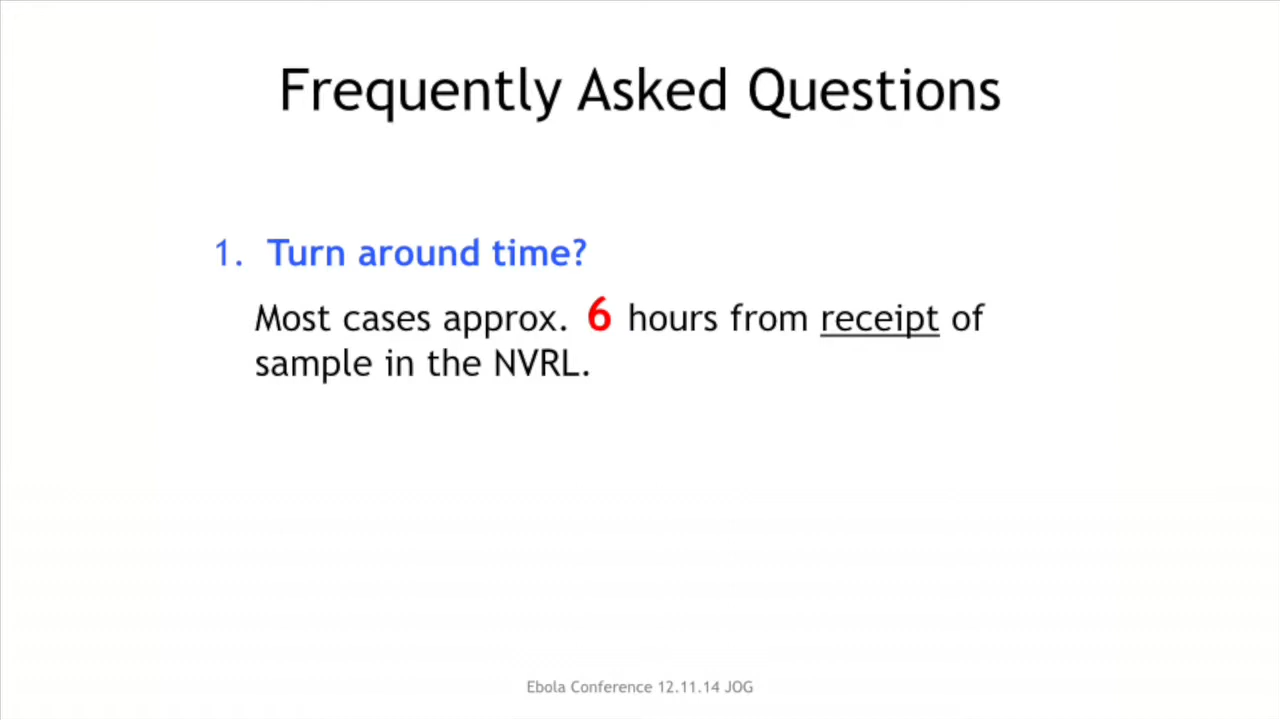 Frequently Asked Questions
1. Turn around time?
Most cases approx. 6 hours from receipt of
sample in the NVRL.
Ebola Conference 12.11.14 JOG